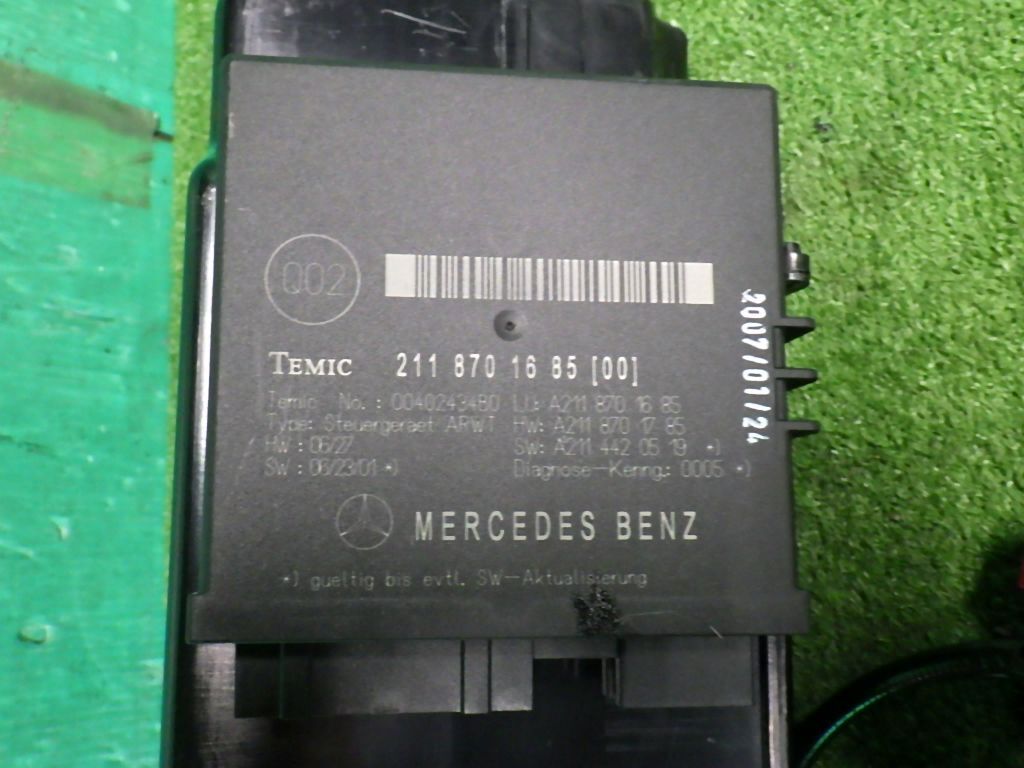 Q02
TEMIC 211 870 16 85 [00]
Temic No.: 00402434B0 I.D: A211 870 16 85
Type: Steuergeraet ARWT HW: A211 870 17 85
HW : 06/27 SW: A211 442 05 19 *)
SW : 06/23/01 *) Diagnose-Kenng.: 0005 *)
MERCEDES BENZ
*) gueltig bis evtl. SW-Aktualisierung
2007/01/24